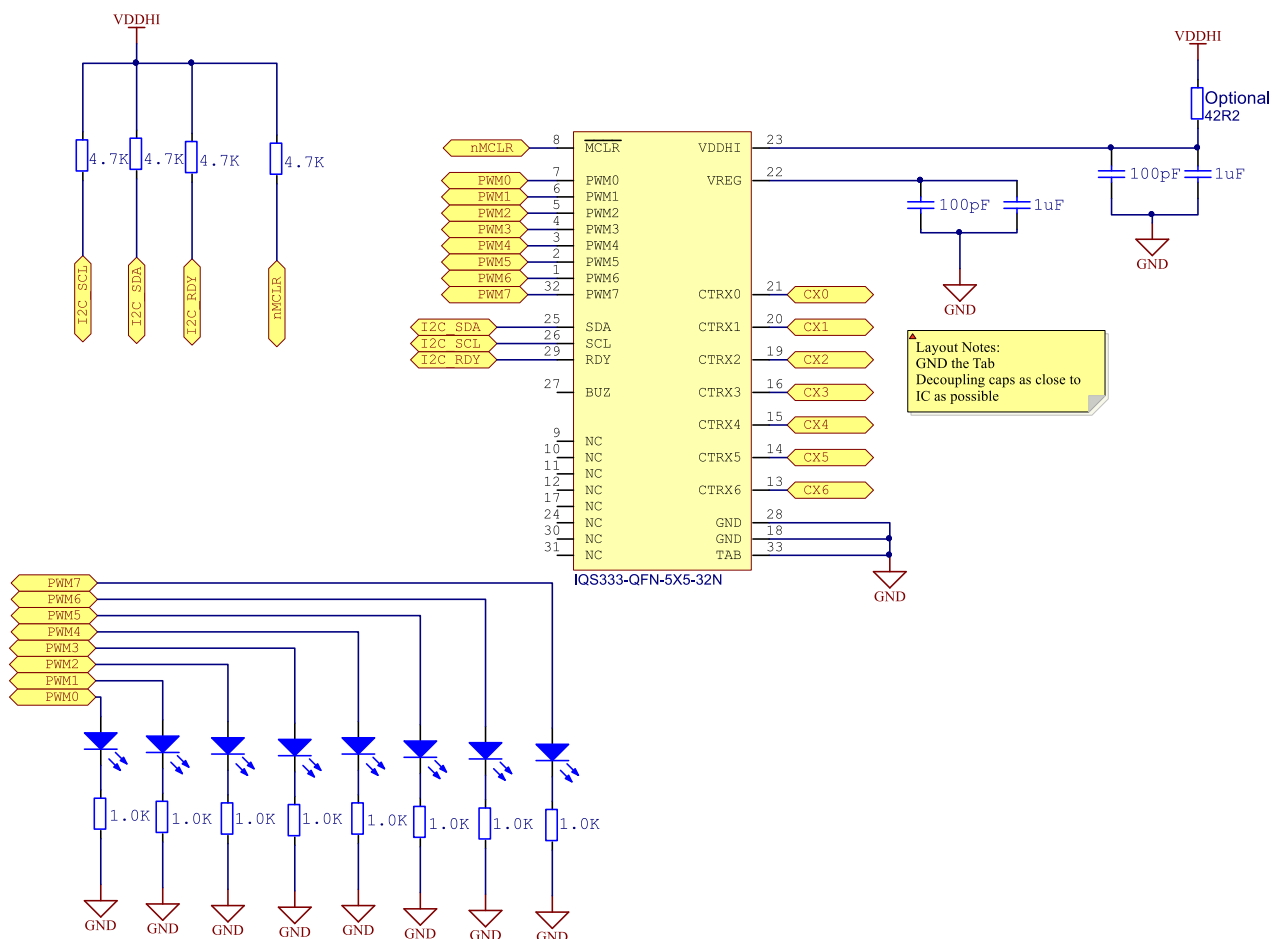 VDDHI
4.7K
4.7K
4.7K
4.7K
I2C_SCL
I2C_SDA
I2C_RDY
nMCLR
nMCLR
PWM0
PWM1
PWM2
PWM3
PWM4
PWM5
PWM6
PWM7
I2C_SDA
I2C_SCL
I2C_RDY
8 MCLR
7 PWM0
6 PWM1
5 PWM2
4 PWM3
3 PWM4
2 PWM5
1 PWM6
32 PWM7
25 SDA
26 SCL
29 RDY
27 BUZ
9 NC
10 NC
11 NC
12 NC
17 NC
24 NC
30 NC
31 NC
VDDHI 23
VREG 22
CTRX0 21 CX0
CTRX1 20 CX1
CTRX2 19 CX2
CTRX3 16 CX3
CTRX4 15 CX4
CTRX5 14 CX5
CTRX6 13 CX6
GND 28
GND 18
TAB 33
IQS333-QFN-5X5-32N
GND
VDDHI
Optional
42R2
100pF
1uF
GND
100pF
1uF
GND
Layout Notes:
GND the Tab
Decoupling caps as close to
IC as possible
PWM7
PWM6
PWM5
PWM4
PWM3
PWM2
PWM1
PWM0
1.0K
1.0K
1.0K
1.0K
1.0K
1.0K
1.0K
1.0K
GND
GND
GND
GND
GND
GND
GND
GND